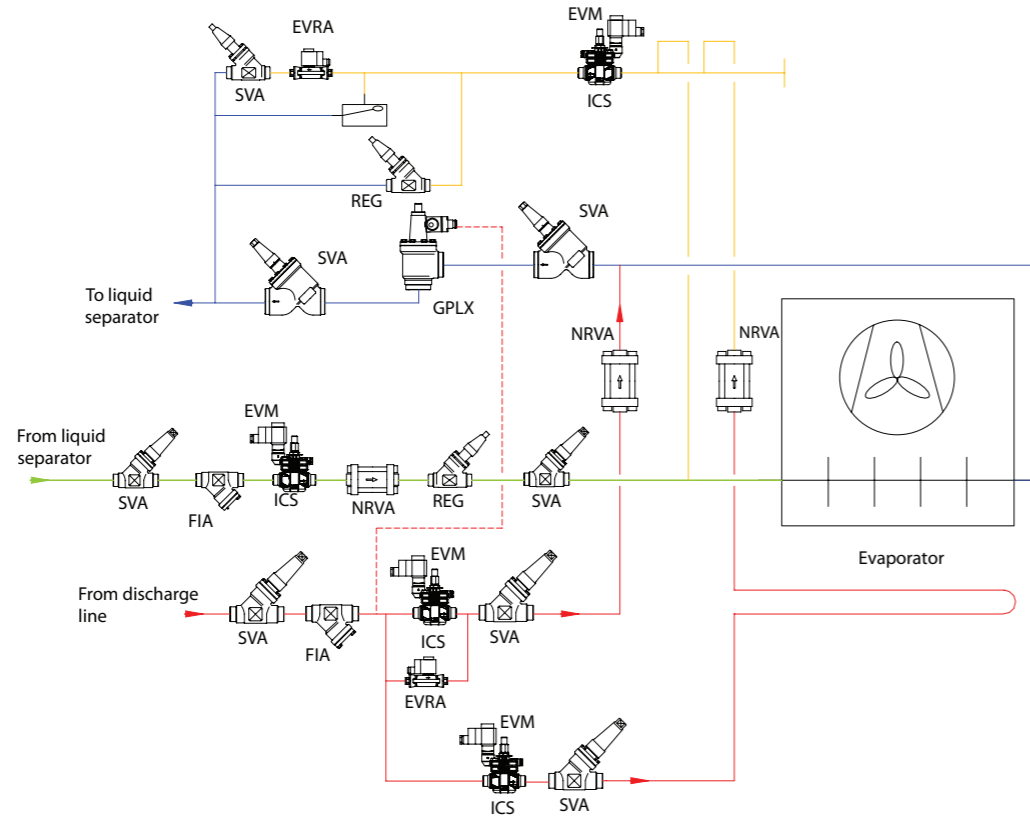 EVRA
EVM
SVA
ICS
REG
SVA
SVA
To liquid
separator
GPLX
NRVA
NRVA
EVM
From liquid
separator
SVA
FIA
ICS
NRVA
REG
SVA
Evaporator
EVM
From discharge
line
SVA
FIA
ICS
SVA
EVRA
EVM
ICS
SVA